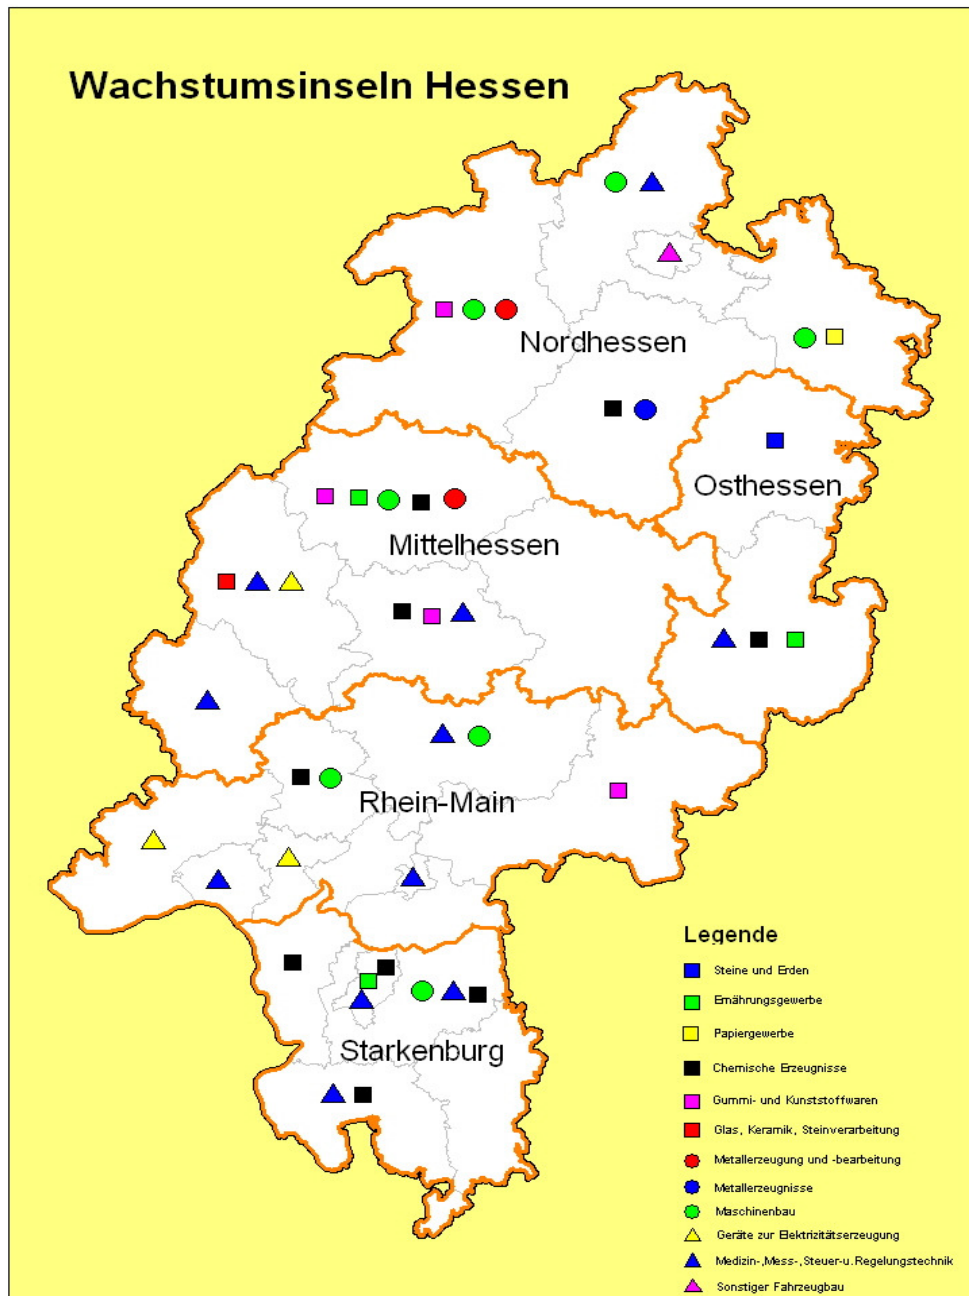 Wachstumsinseln Hessen
Nordhessen
Osthessen
Mittelhessen
Rhein-Main
Starkenburg
Legende
Steine und Erden
Ernährungsgewerbe
Papiergewerbe
Chemische Erzeugnisse
Gummi- und Kunststoffwaren
Glas, Keramik, Steinverarbeitung
Metallerzeugung und -bearbeitung
Metallerzeugnisse
Maschinenbau
Geräte zur Elektrizitätserzeugung
Medizin-,Mess-,Steuer-u.Regelungstechnik
Sonstiger Fahrzeugbau